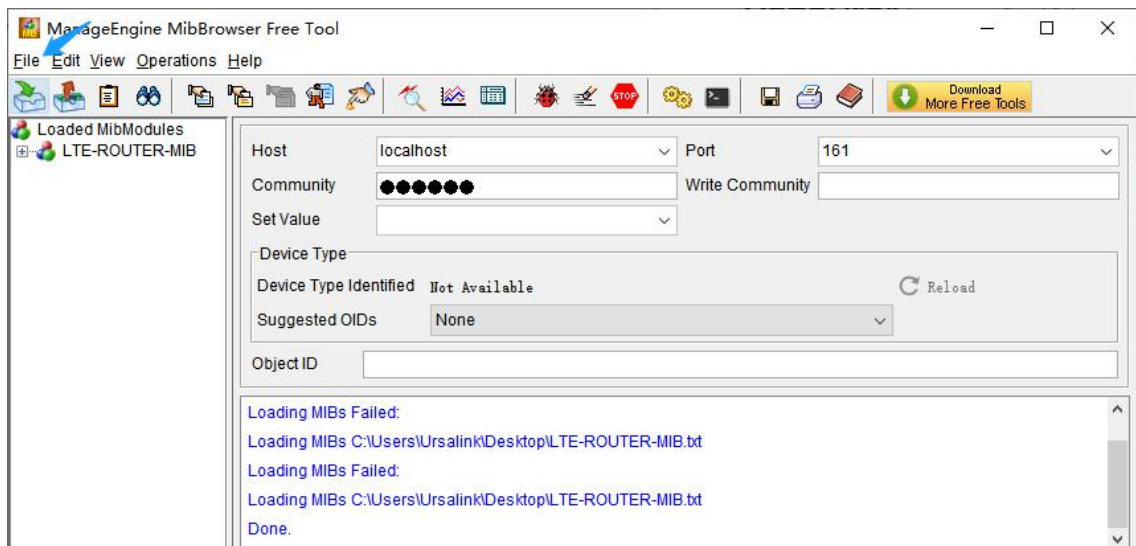 ManageEngine MibBrowser Free Tool
File Edit View Operations Help
STOP
Download
More Free Tools
Loaded MibModules
LTE-ROUTER-MIB
Host localhost Port 161
Community ●●●●●● Write Community
Set Value
Device Type
Device Type Identified Not Available Reload
Suggested OIDs None
Object ID
Loading MIBs Failed:
Loading MIBs C:\Users\Ursalink\Desktop\LTE-ROUTER-MIB.txt
Loading MIBs Failed:
Loading MIBs C:\Users\Ursalink\Desktop\LTE-ROUTER-MIB.txt
Done.